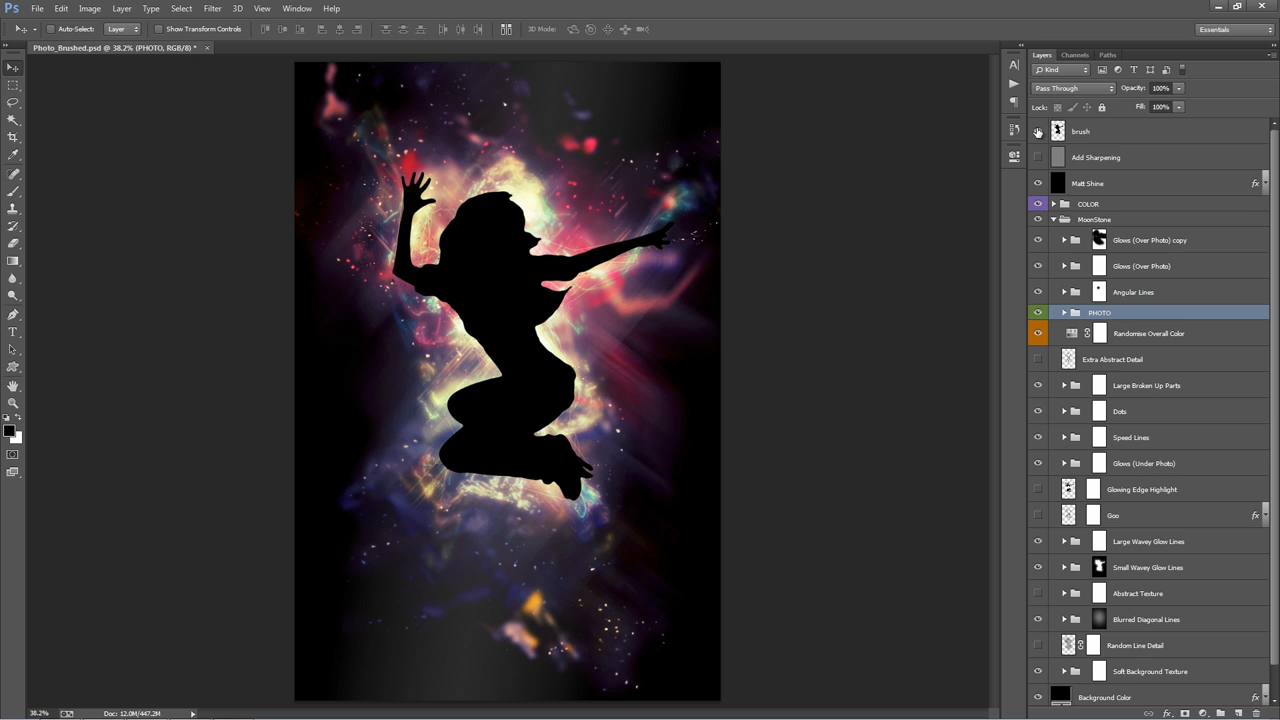 Ps File Edit Image Layer Type Select Filter 3D View Window Help
Auto-Select: Layer Show Transform Controls 3D Mode: Essentials
Photo_Brushed.psd @ 38.2% (PHOTO, RGB/8) * ×
Layers Channels Paths
Kind
Pass Through Opacity: 100%
Lock: Fill: 100%
brush
Add Sharpening
Matt Shine fx
COLOR
MoonStone
Glows (Over Photo) copy
Glows (Over Photo)
Angular Lines
PHOTO
Randomise Overall Color
Extra Abstract Detail
Large Broken Up Parts
Dots
Speed Lines
Glows (Under Photo)
Glowing Edge Highlight
Goo fx
Large Wavey Glow Lines
Small Wavey Glow Lines
Abstract Texture
Blurred Diagonal Lines
Random Line Detail
Soft Background Texture
Background Color fx
38.2% Doc: 12.0M/447.2M